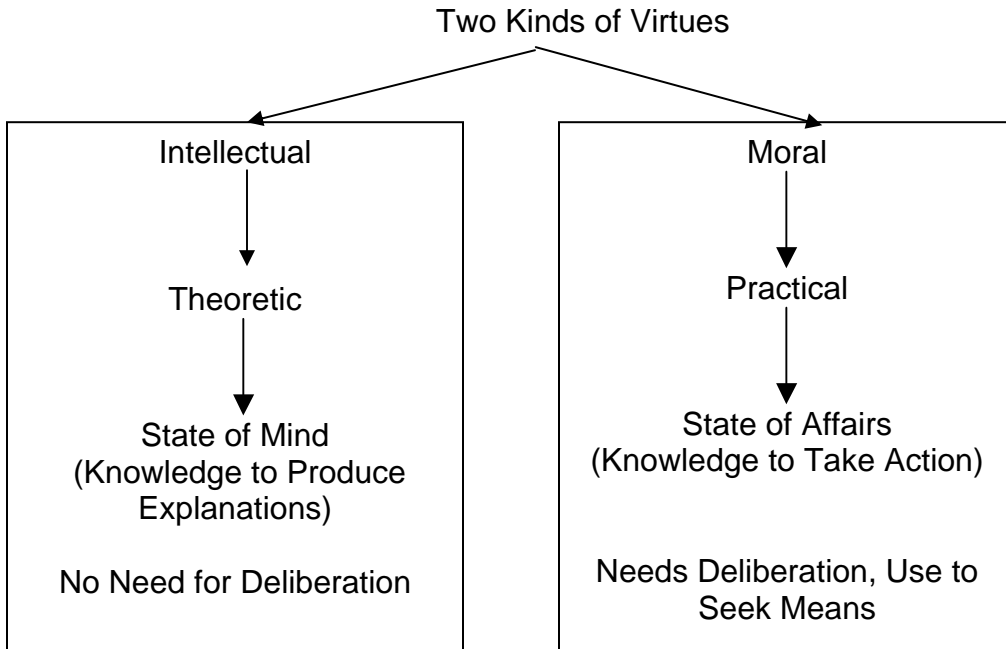 Two Kinds of Virtues
Intellectual
Theoretic
State of Mind
(Knowledge to Produce
Explanations)
No Need for Deliberation
Moral
Practical
State of Affairs
(Knowledge to Take Action)
Needs Deliberation, Use to
Seek Means